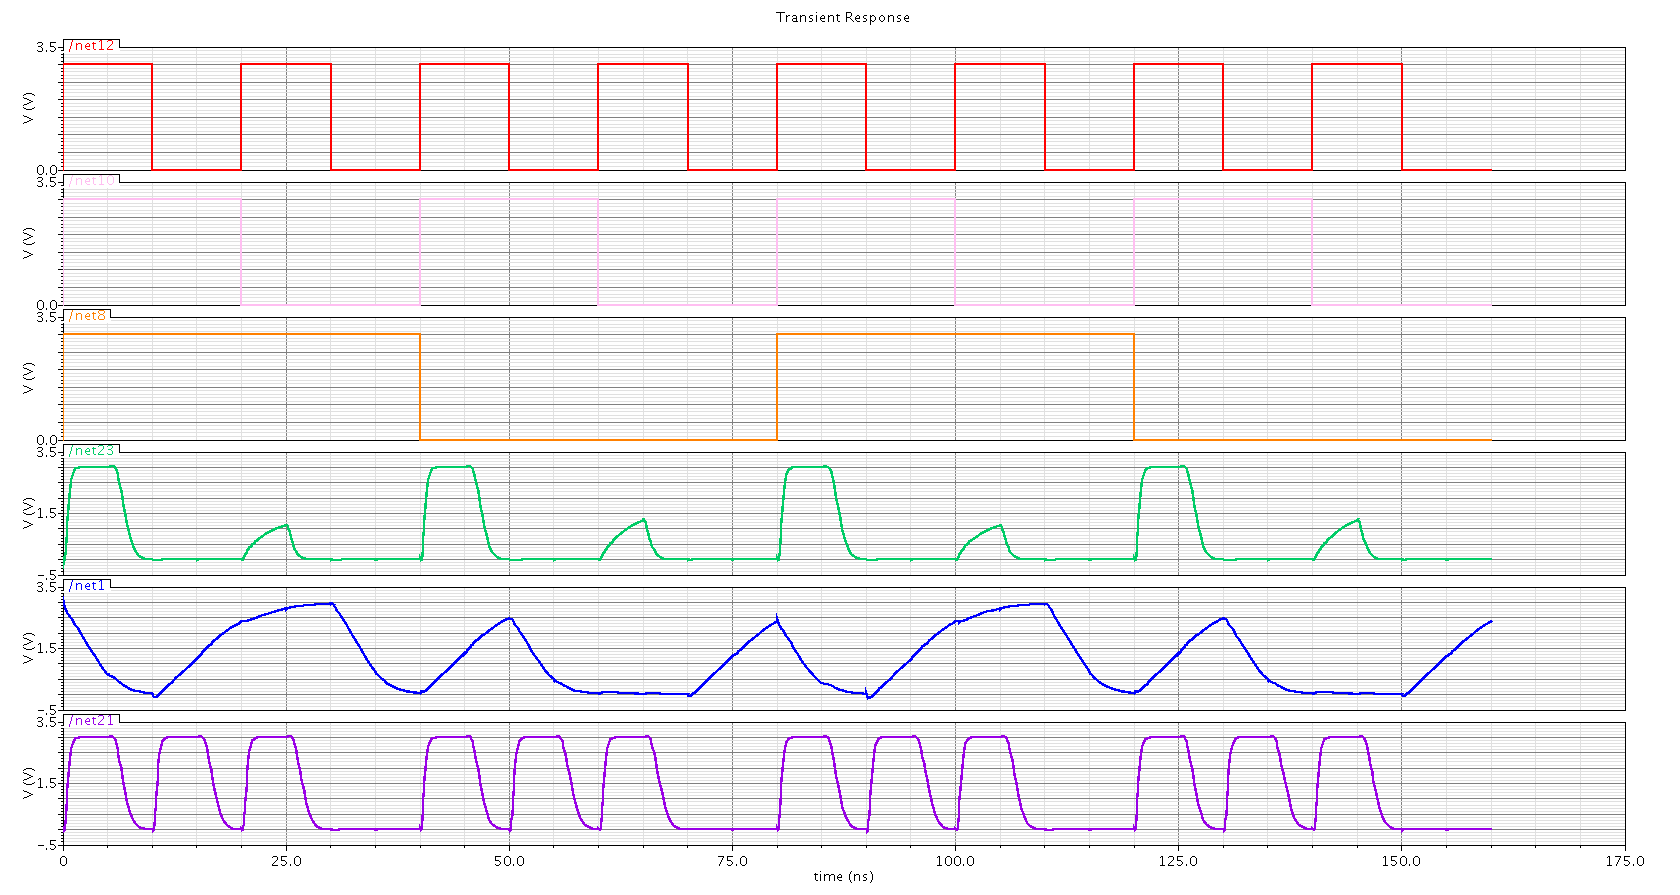 Transient Response
/net12
3.5
V (V)
0.0
/net10
3.5
V (V)
0.0
/net8
3.5
V (V)
0.0
/net23
3.5
1.5
V (V)
-.5
/net1
3.5
1.5
V (V)
-.5
/net21
3.5
1.5
V (V)
-.5
0 25.0 50.0 75.0 100.0 125.0 150.0 175.0
time (ns)